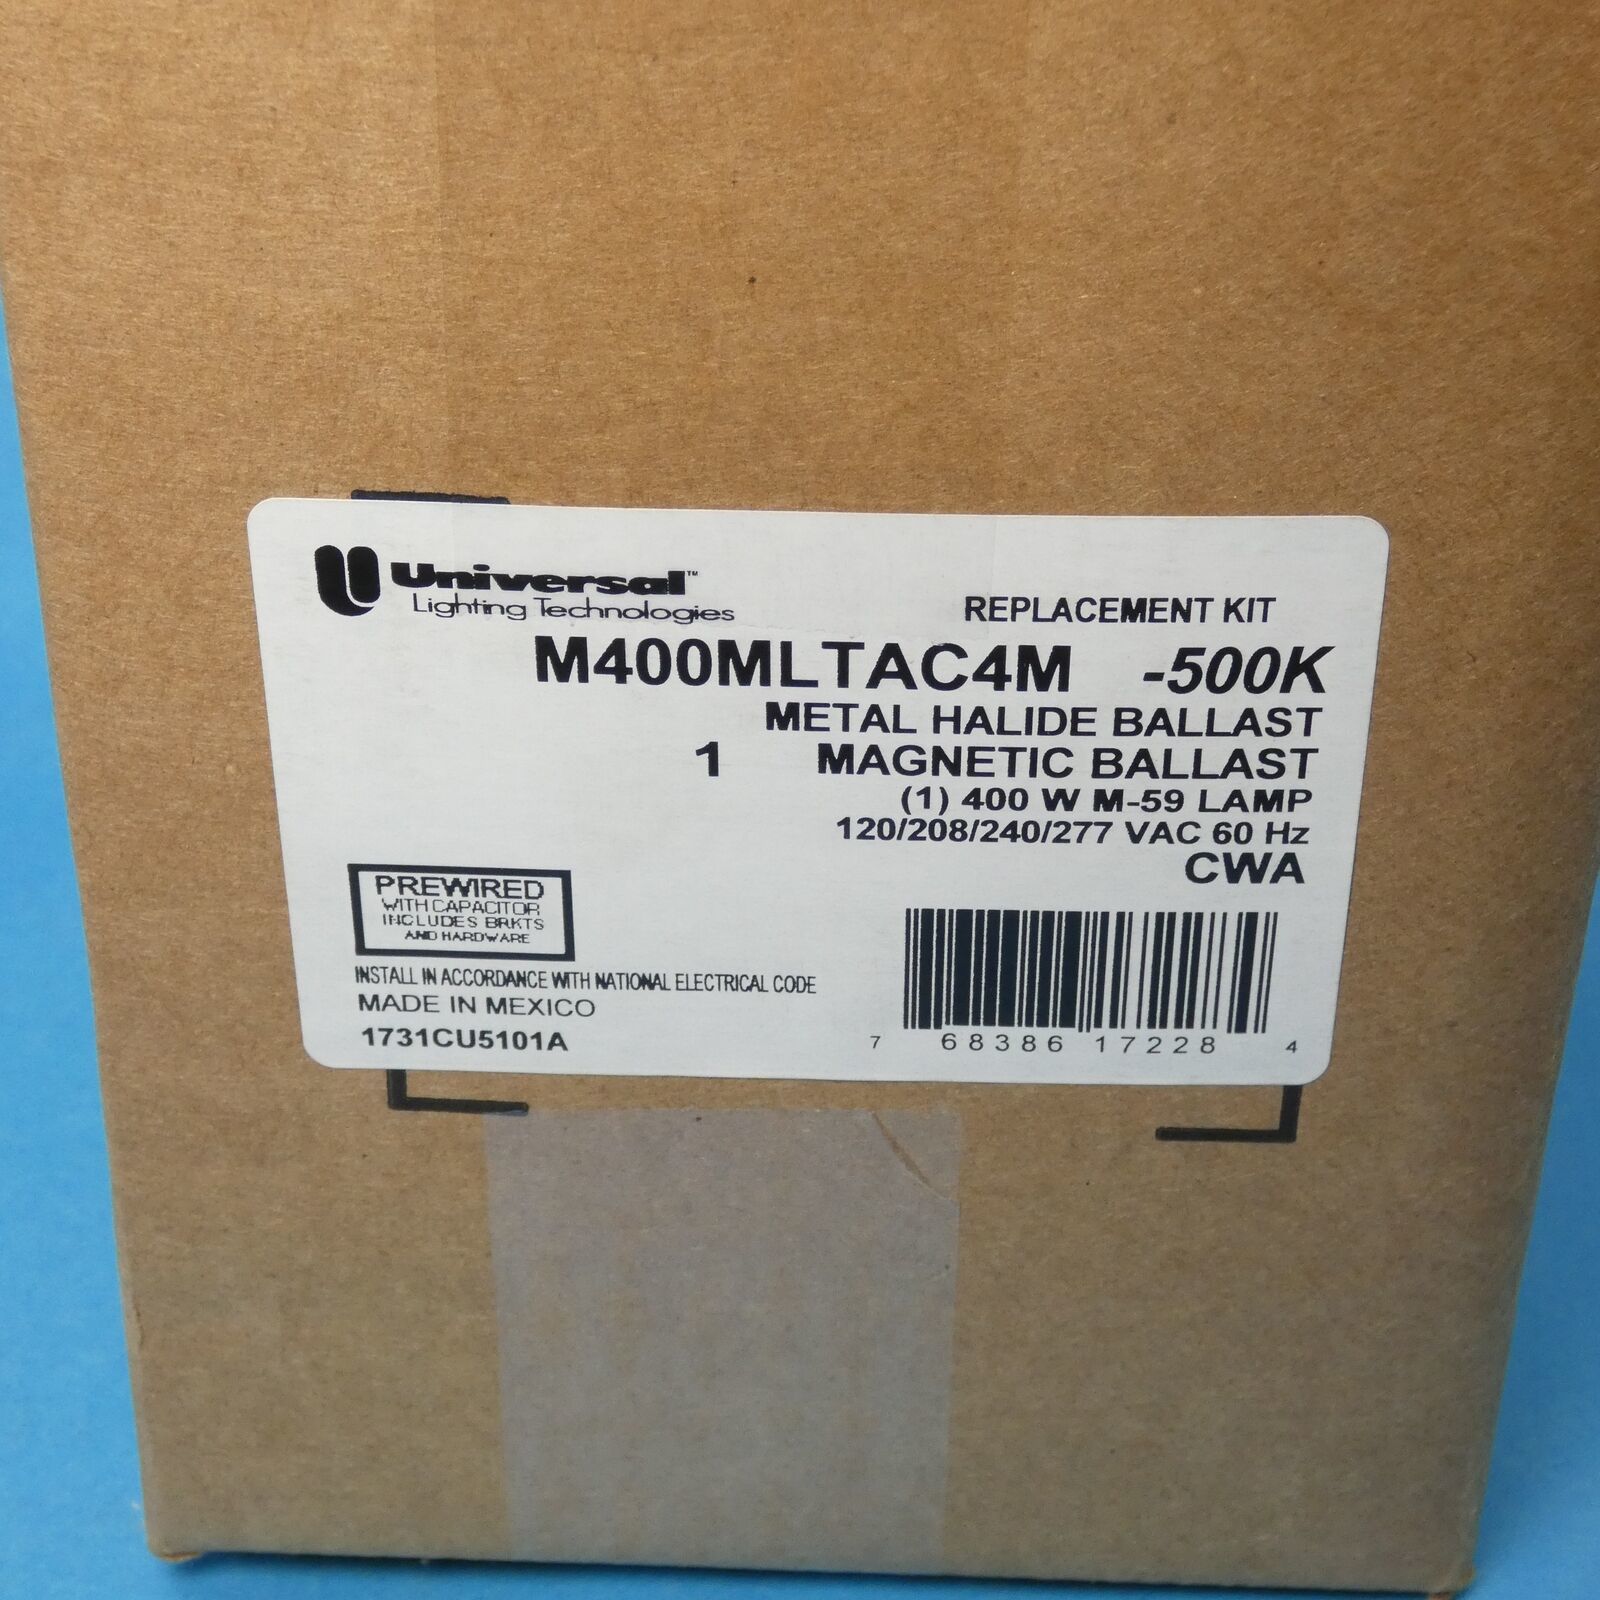 Universal™
Lighting Technologies
REPLACEMENT KIT
M400MLTAC4M -500K
METAL HALIDE BALLAST
1 MAGNETIC BALLAST
(1) 400 W M-59 LAMP
120/208/240/277 VAC 60 Hz
CWA
PREWIRED
WITH CAPACITOR
INCLUDES BRKTS
AND HARDWARE
INSTALL IN ACCORDANCE WITH NATIONAL ELECTRICAL CODE
MADE IN MEXICO
1731CU5101A
7 68386 17228 4